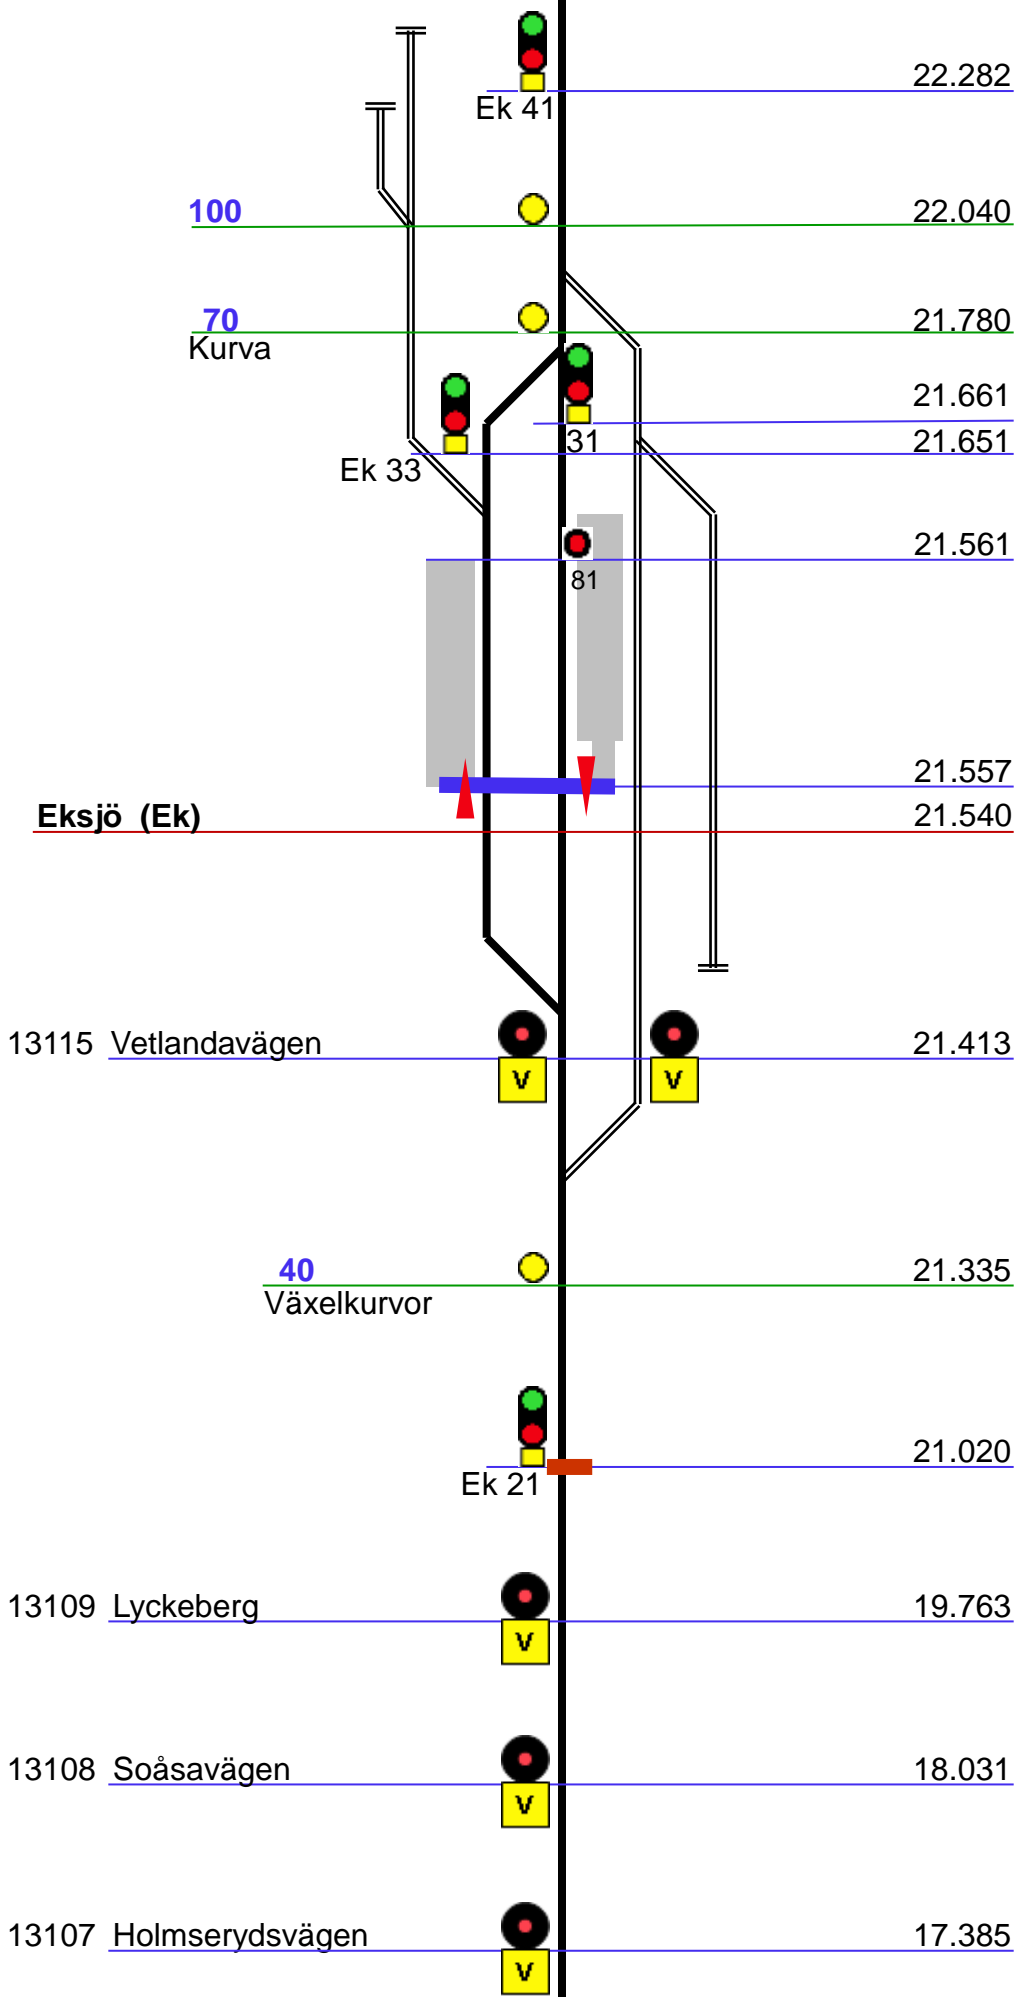 22.282
Ek 41
100 22.040
70 21.780
Kurva
21.661
31 21.651
Ek 33
21.561
81
21.557
Eksjö (Ek) 21.540
13115 Vetlandavägen 21.413
V V
40 21.335
Växelkurvor
21.020
Ek 21
13109 Lyckeberg 19.763
V
13108 Soåsavägen 18.031
V
13107 Holmserydsvägen 17.385
V